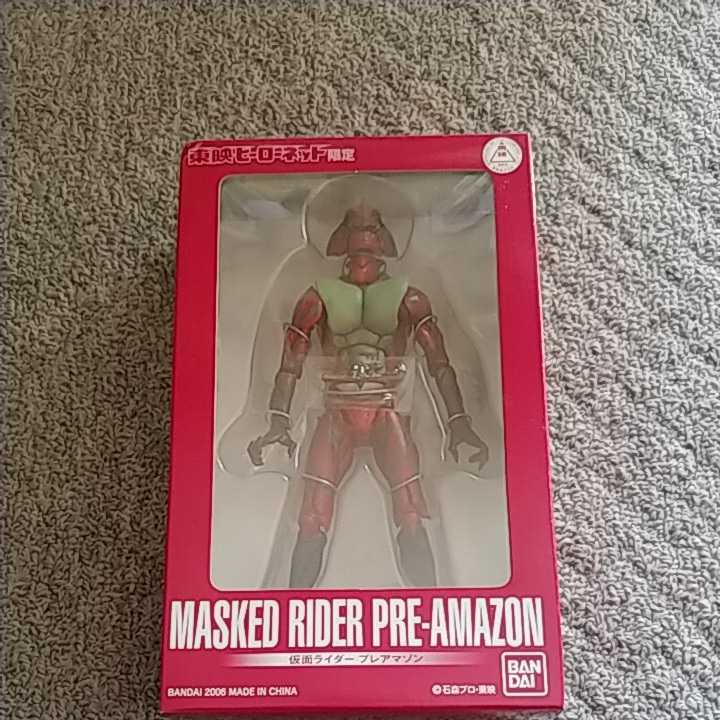 東映ヒーローネット限定
MASKED RIDER PRE-AMAZON
仮面ライダー プレアマゾン
BAN
DAI
BANDAI 2006 MADE IN CHINA
©石森プロ・東映